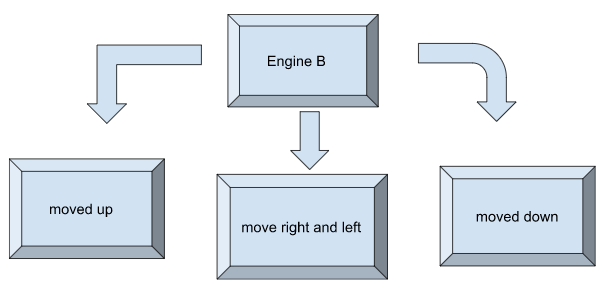 Engine B
moved up
move right and left
moved down